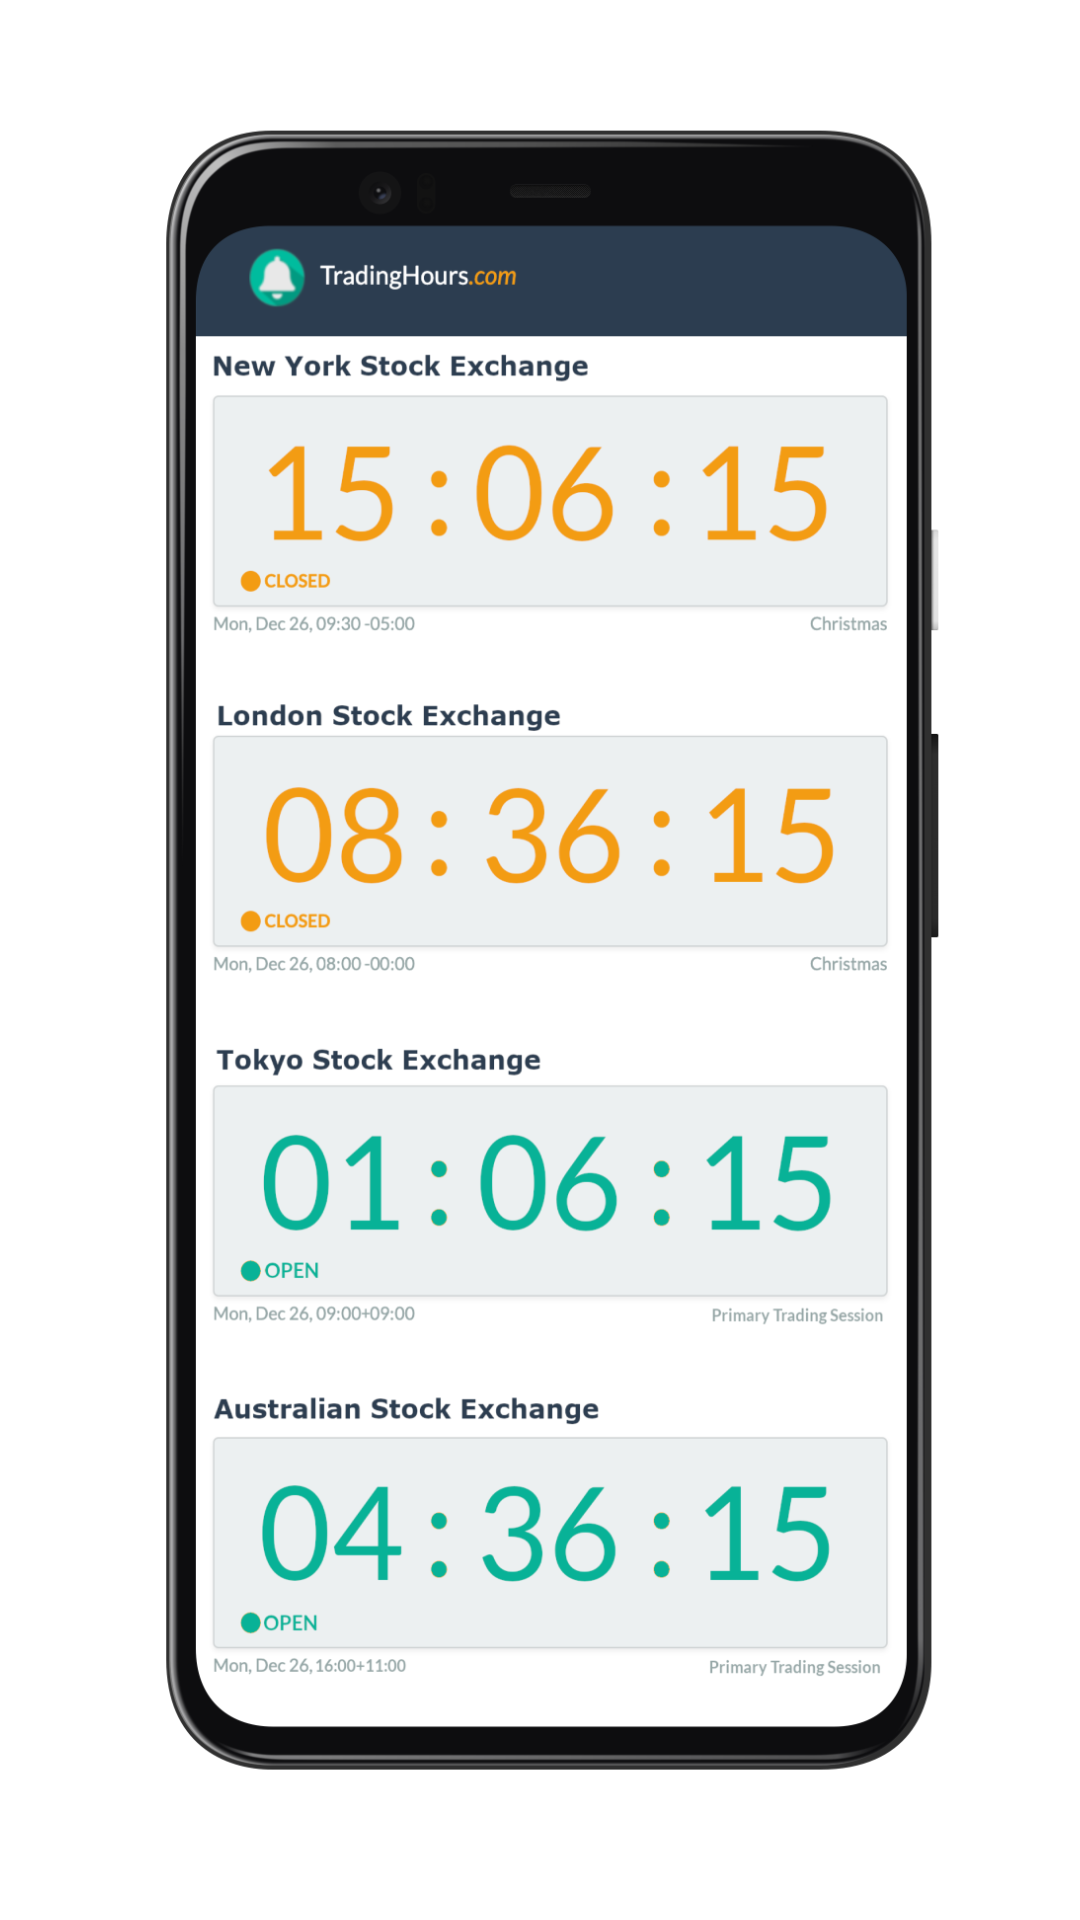 TradingHours.com
New York Stock Exchange
15 : 06 : 15
CLOSED
Mon, Dec 26, 09:30 -05:00 Christmas
London Stock Exchange
08 : 36 : 15
CLOSED
Mon, Dec 26, 08:00 -00:00 Christmas
Tokyo Stock Exchange
01 : 06 : 15
OPEN
Mon, Dec 26, 09:00+09:00 Primary Trading Session
Australian Stock Exchange
04 : 36 : 15
OPEN
Mon, Dec 26, 16:00+11:00 Primary Trading Session